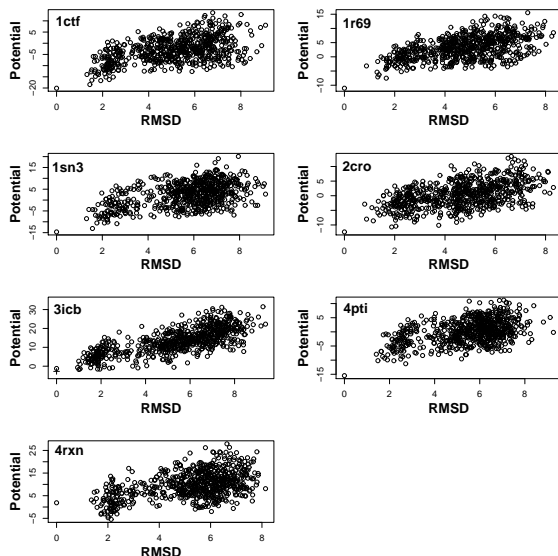 1ctf
Potential
5
-5
-20
0 2 4 6 8
RMSD
1r69
Potential
15
5
0
-10
0 2 4 6 8
RMSD
1sn3
Potential
15
5
-5
-15
0 2 4 6 8
RMSD
2cro
Potential
10
0
-10
0 2 4 6 8
RMSD
3icb
Potential
30
20
10
0
0 2 4 6 8
RMSD
4pti
Potential
5
-5
-15
0 2 4 6 8
RMSD
4rxn
Potential
25
15
5
-5
0 2 4 6 8
RMSD